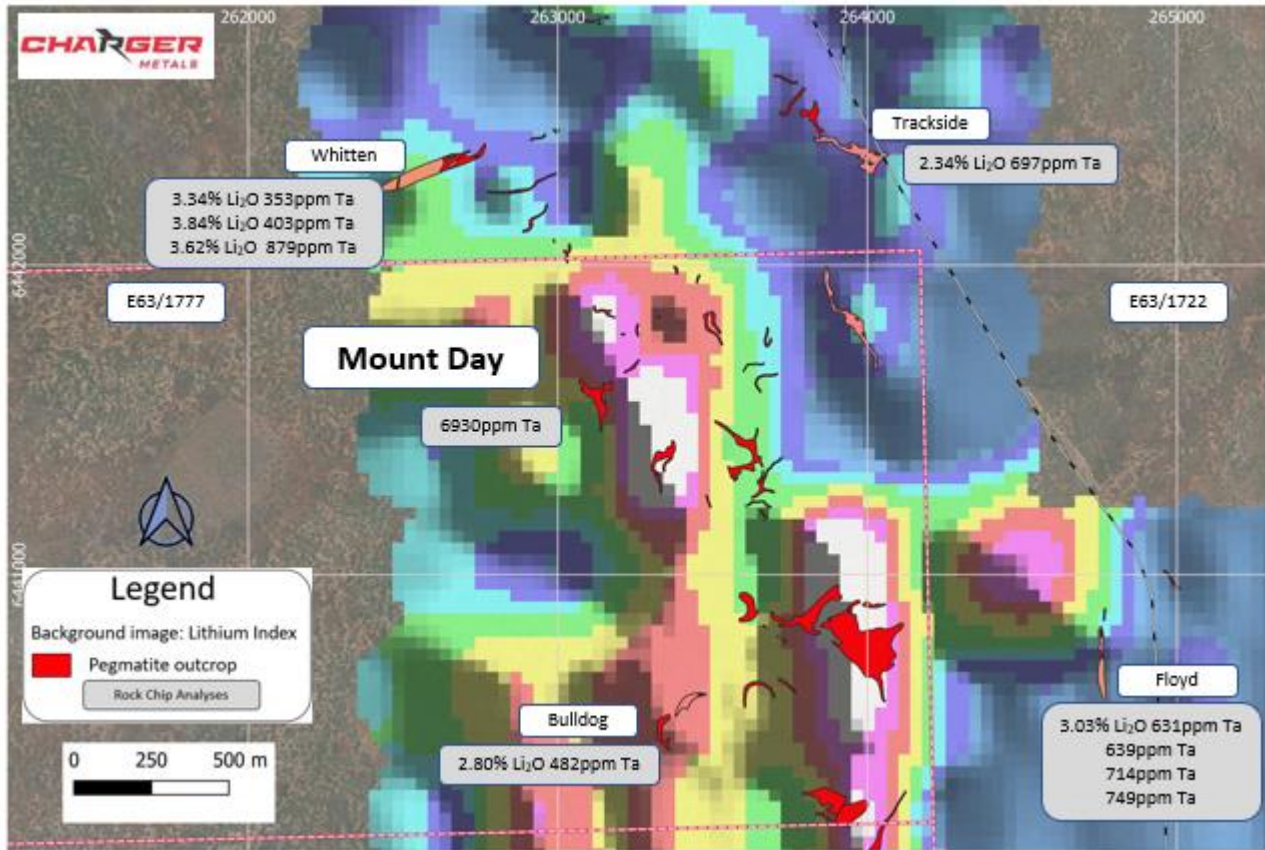 262000
263000
264000
265000
CHARGER
METALS
Trackside
2.34% Li₂O 697ppm Ta
Whitten
3.34% Li₂O 353ppm Ta
3.84% Li₂O 403ppm Ta
3.62% Li₂O 879ppm Ta
6442000
E63/1777
E63/1722
Mount Day
6930ppm Ta
6441000
Legend
Background image: Lithium Index
Pegmatite outcrop
Rock Chip Analyses
0 250 500 m
Bulldog
2.80% Li₂O 482ppm Ta
Floyd
3.03% Li₂O 631ppm Ta
639ppm Ta
714ppm Ta
749ppm Ta